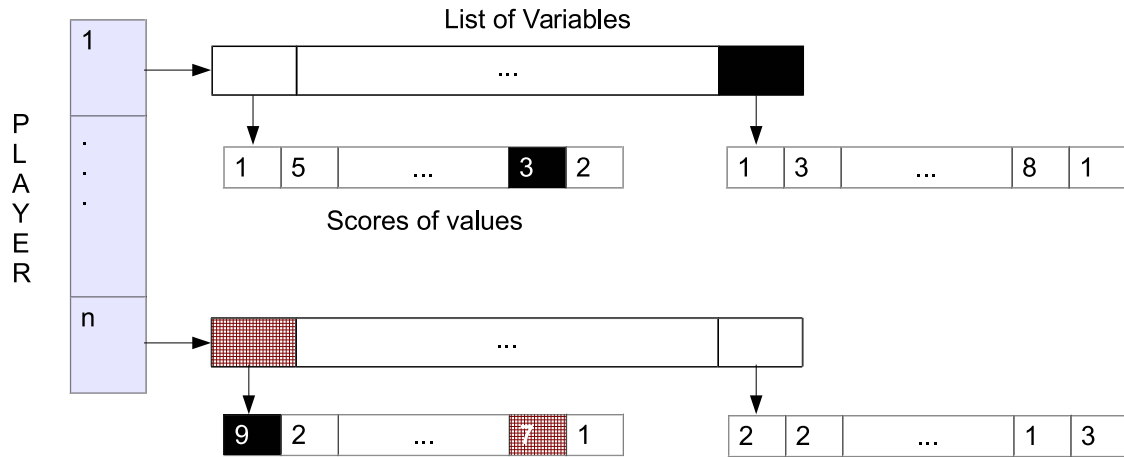 List of Variables
1
...
PLAYER
.
.
.
1 5 ... 3 2
1 3 ... 8 1
Scores of values
n
...
9 2 ... 7 1
2 2 ... 1 3